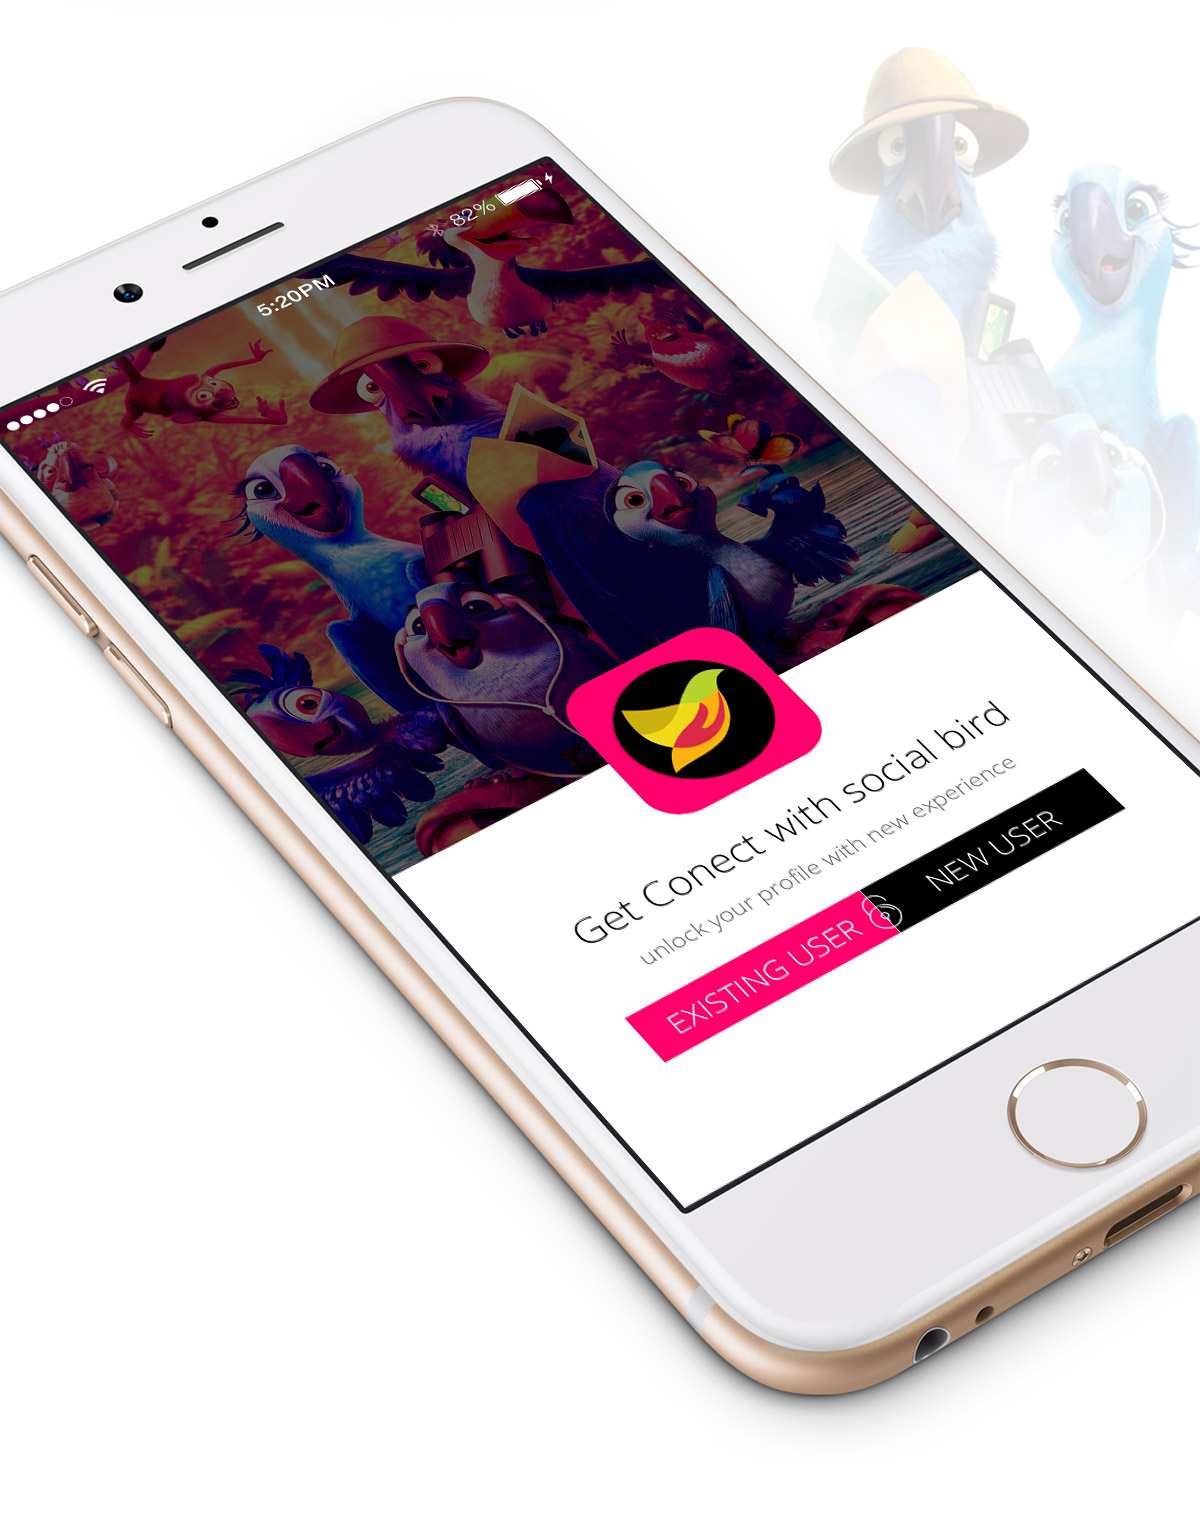 5:20PM
82%
Get Conect with social bird
unlock your profile with new experience
EXISTING USER
NEW USER